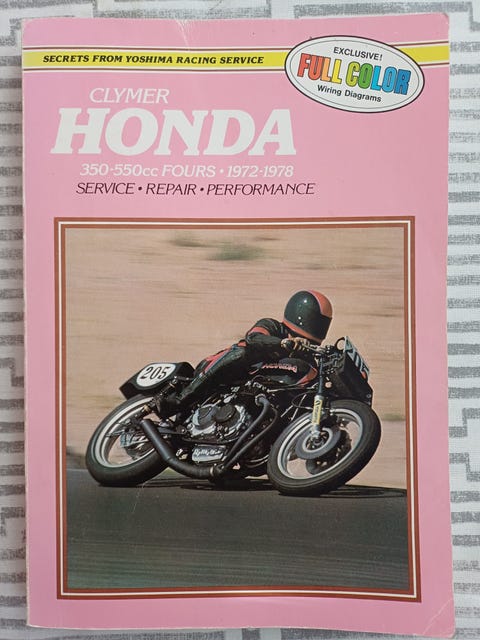 SECRETS FROM YOSHIMA RACING SERVICE
EXCLUSIVE!
FULL COLOR
Wiring Diagrams
CLYMER
HONDA
350-550cc FOURS • 1972-1978
SERVICE • REPAIR • PERFORMANCE
205
HONDA